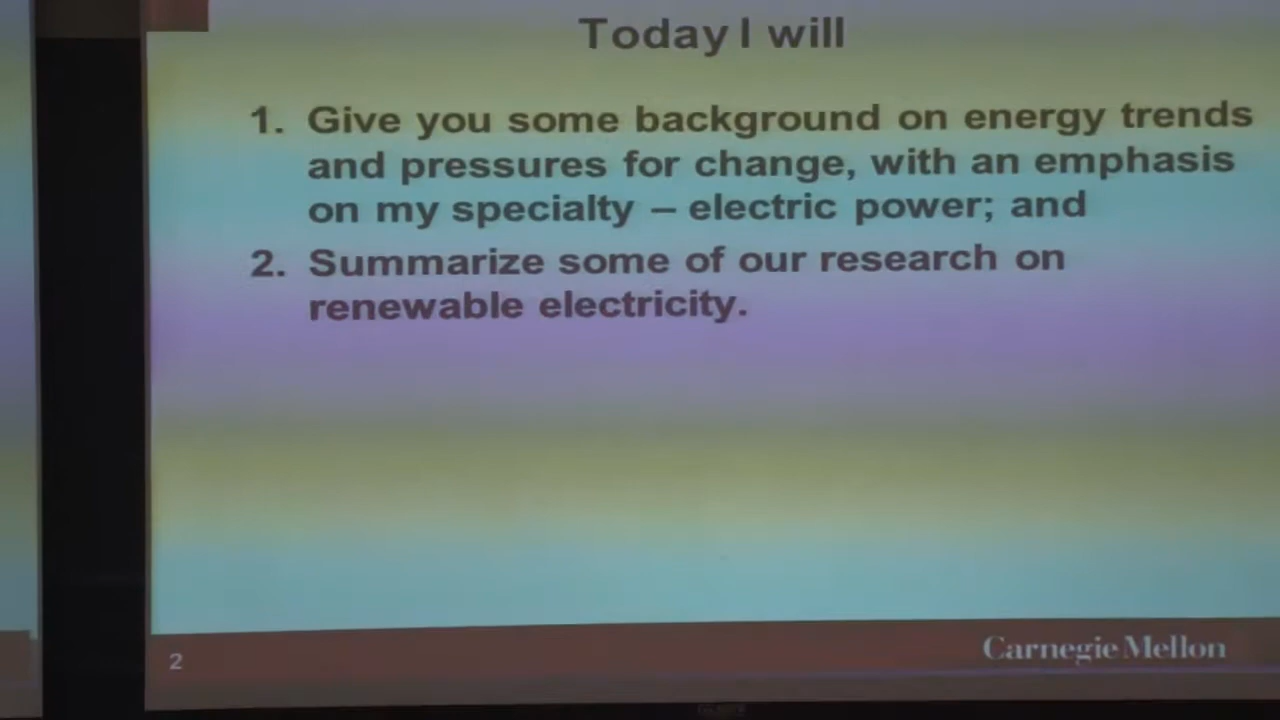 Today I will
1. Give you some background on energy trends
and pressures for change, with an emphasis
on my specialty – electric power; and
2. Summarize some of our research on
renewable electricity.
2
Carnegie Mellon